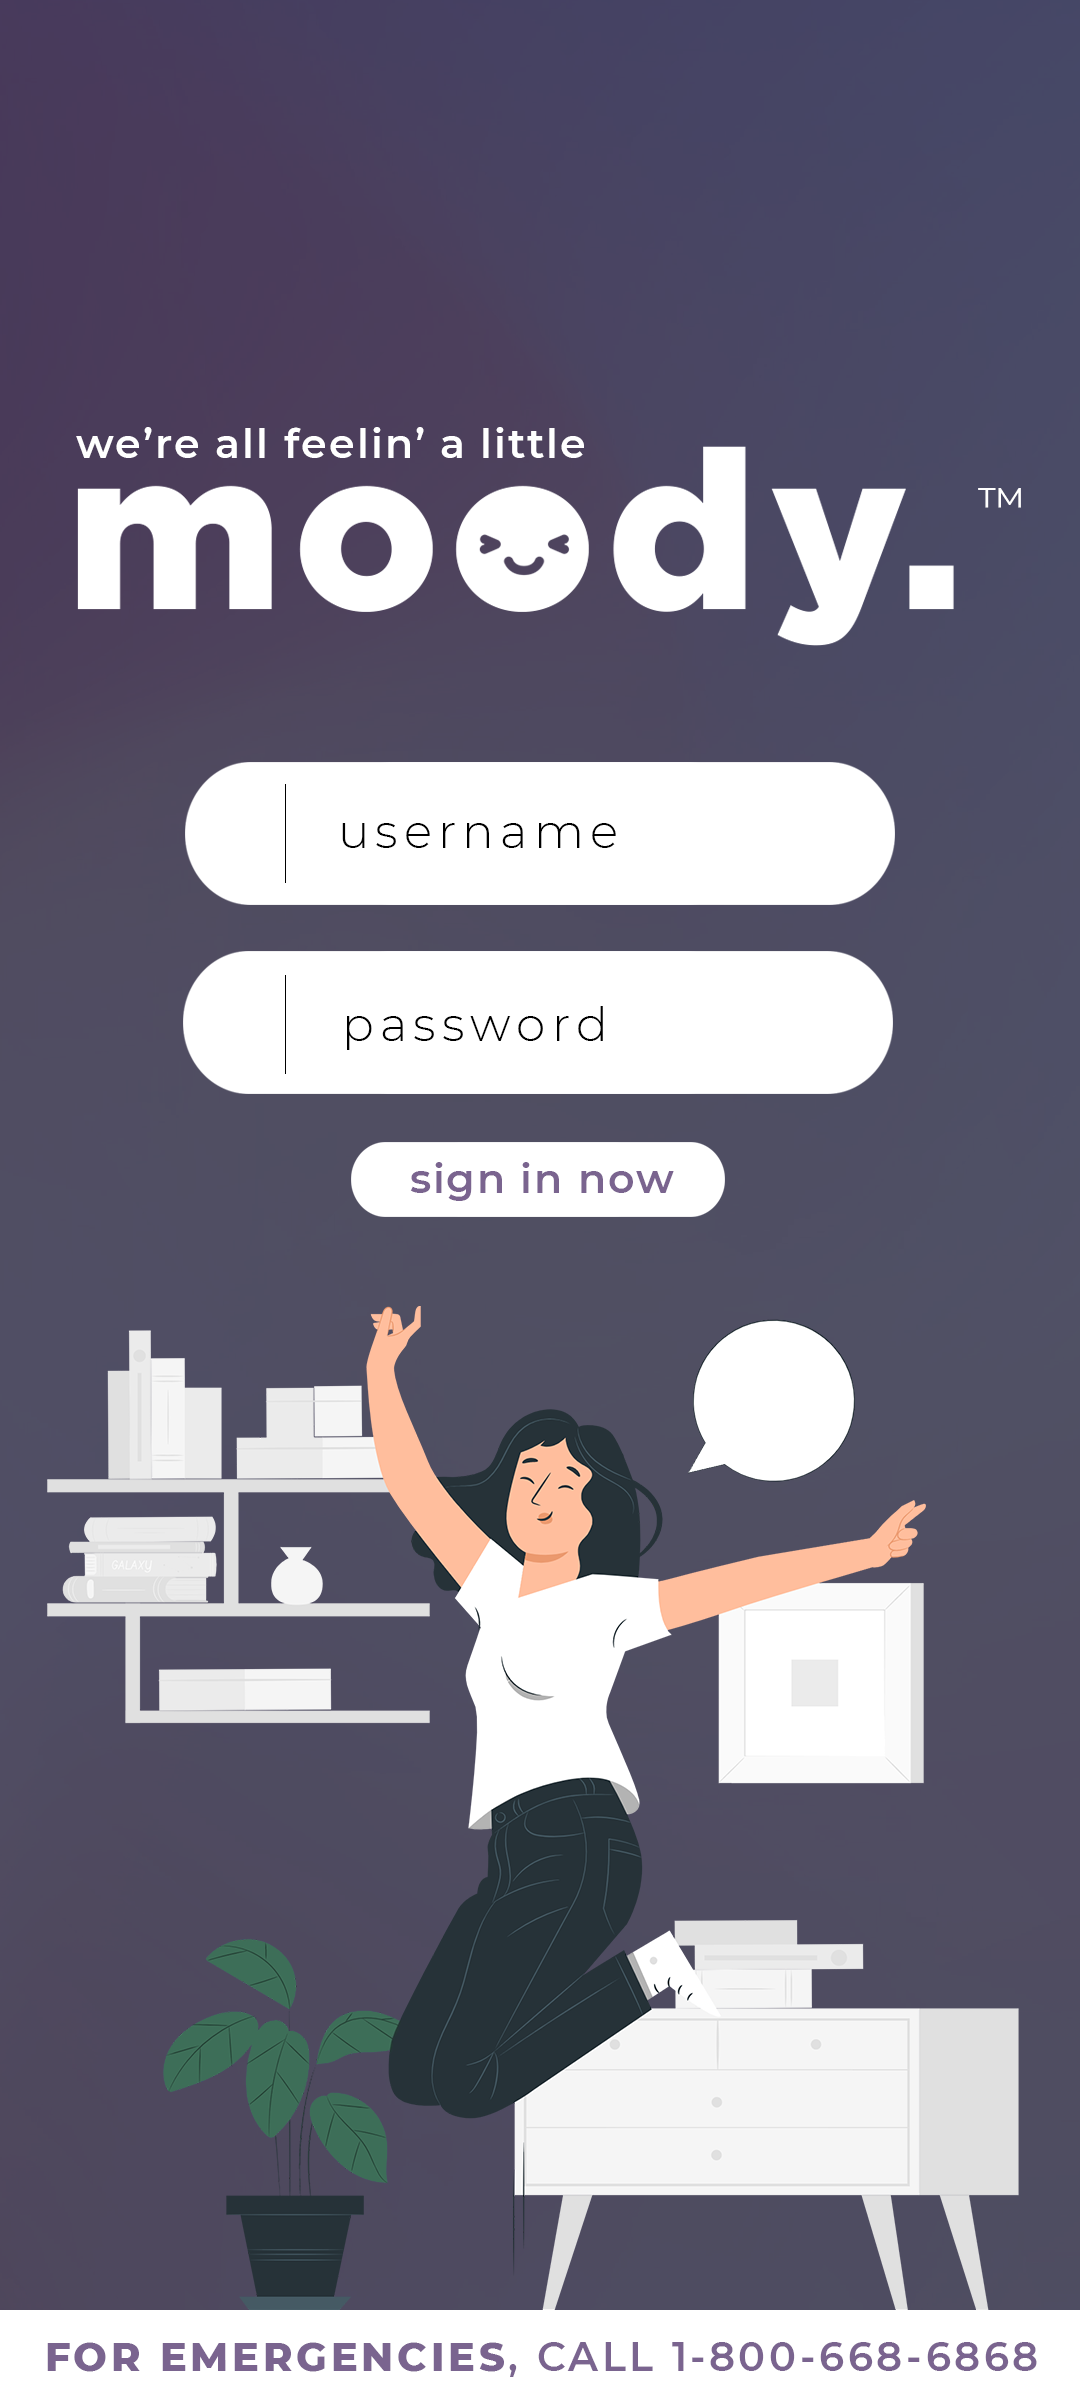 we’re all feelin’ a little
moody.
TM
username
password
sign in now
GALAXY
FOR EMERGENCIES, CALL 1-800-668-6868